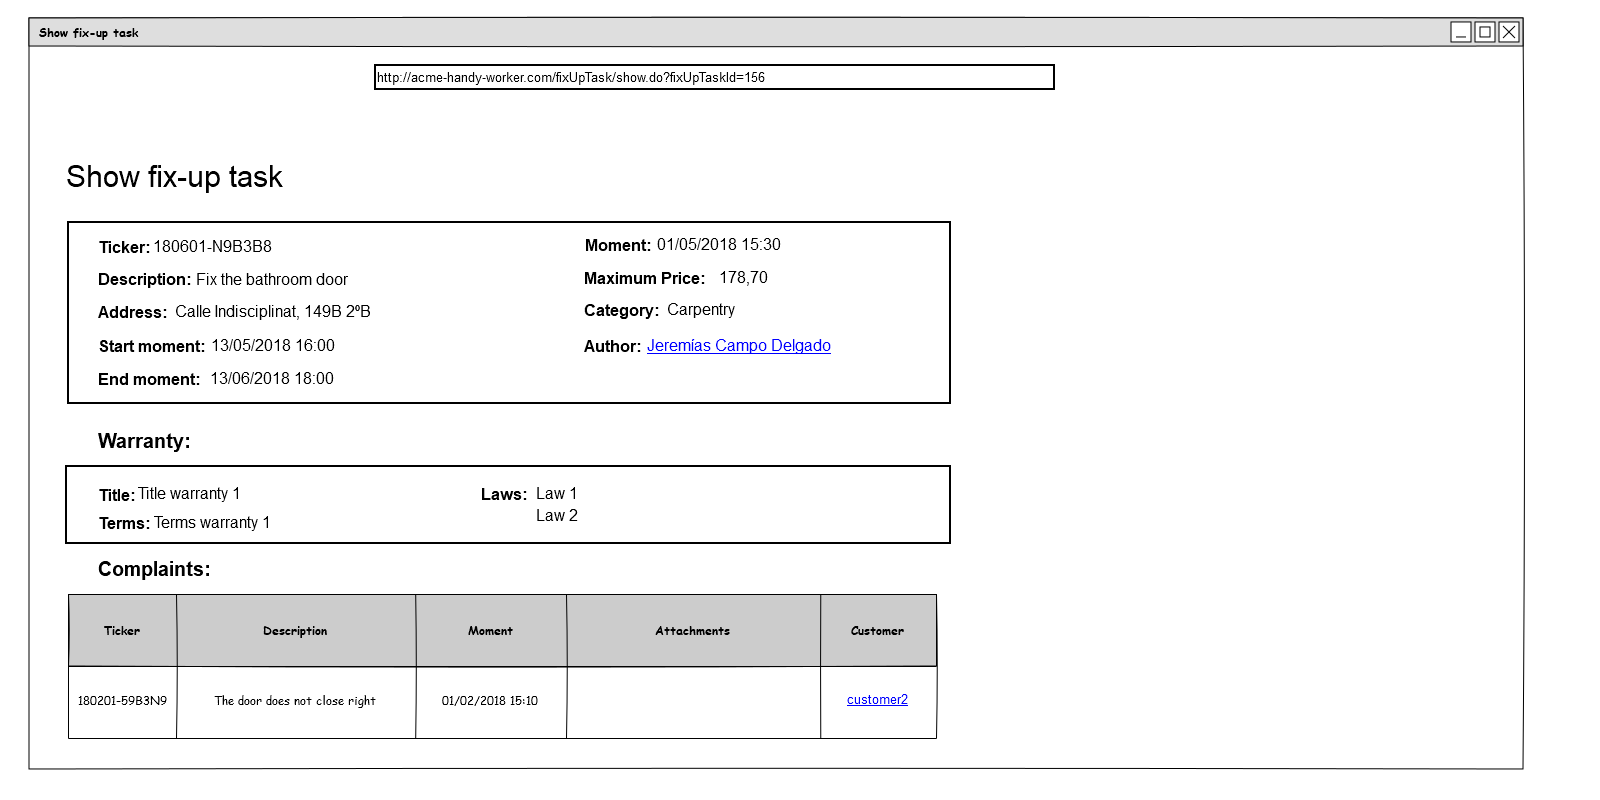 Show fix-up task
http://acme-handy-worker.com/fixUpTask/show.do?fixUpTaskId=156
Show fix-up task
Ticker: 180601-N9B3B8
Moment: 01/05/2018 15:30
Description: Fix the bathroom door
Maximum Price: 178,70
Address: Calle Indisciplinat, 149B 2ºB
Category: Carpentry
Start moment: 13/05/2018 16:00
Author: Jeremías Campo Delgado
End moment: 13/06/2018 18:00
Warranty:
Title: Title warranty 1
Laws: Law 1
Law 2
Terms: Terms warranty 1
Complaints:
Ticker Description Moment Attachments Customer
180201-59B3N9 The door does not close right 01/02/2018 15:10 customer2